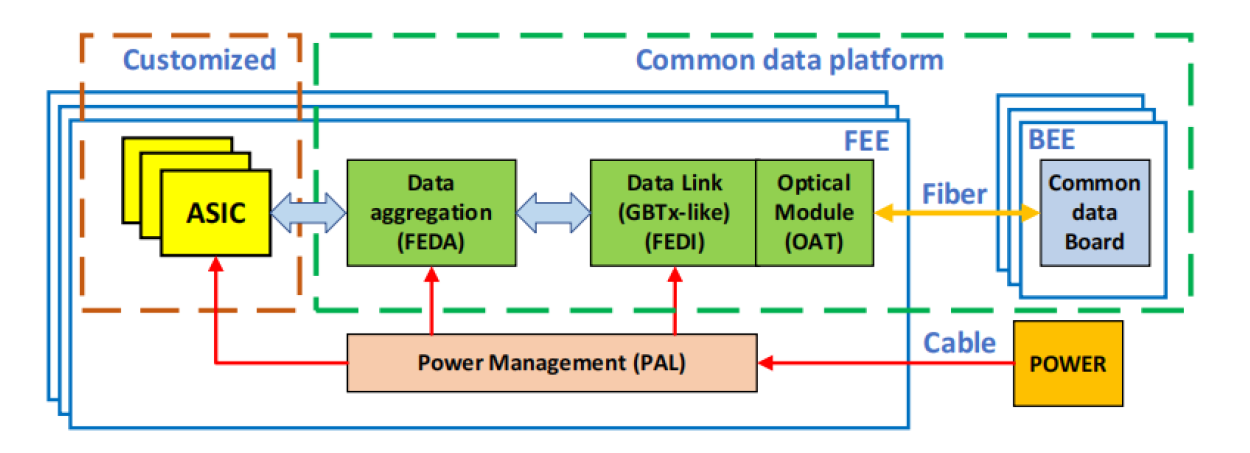 Customized
Common data platform
FEE
BEE
ASIC
Data
aggregation
(FEDA)
Data Link
(GBTx-like)
(FEDI)
Optical
Module
(OAT)
Fiber
Common
data
Board
Power Management (PAL)
Cable
POWER